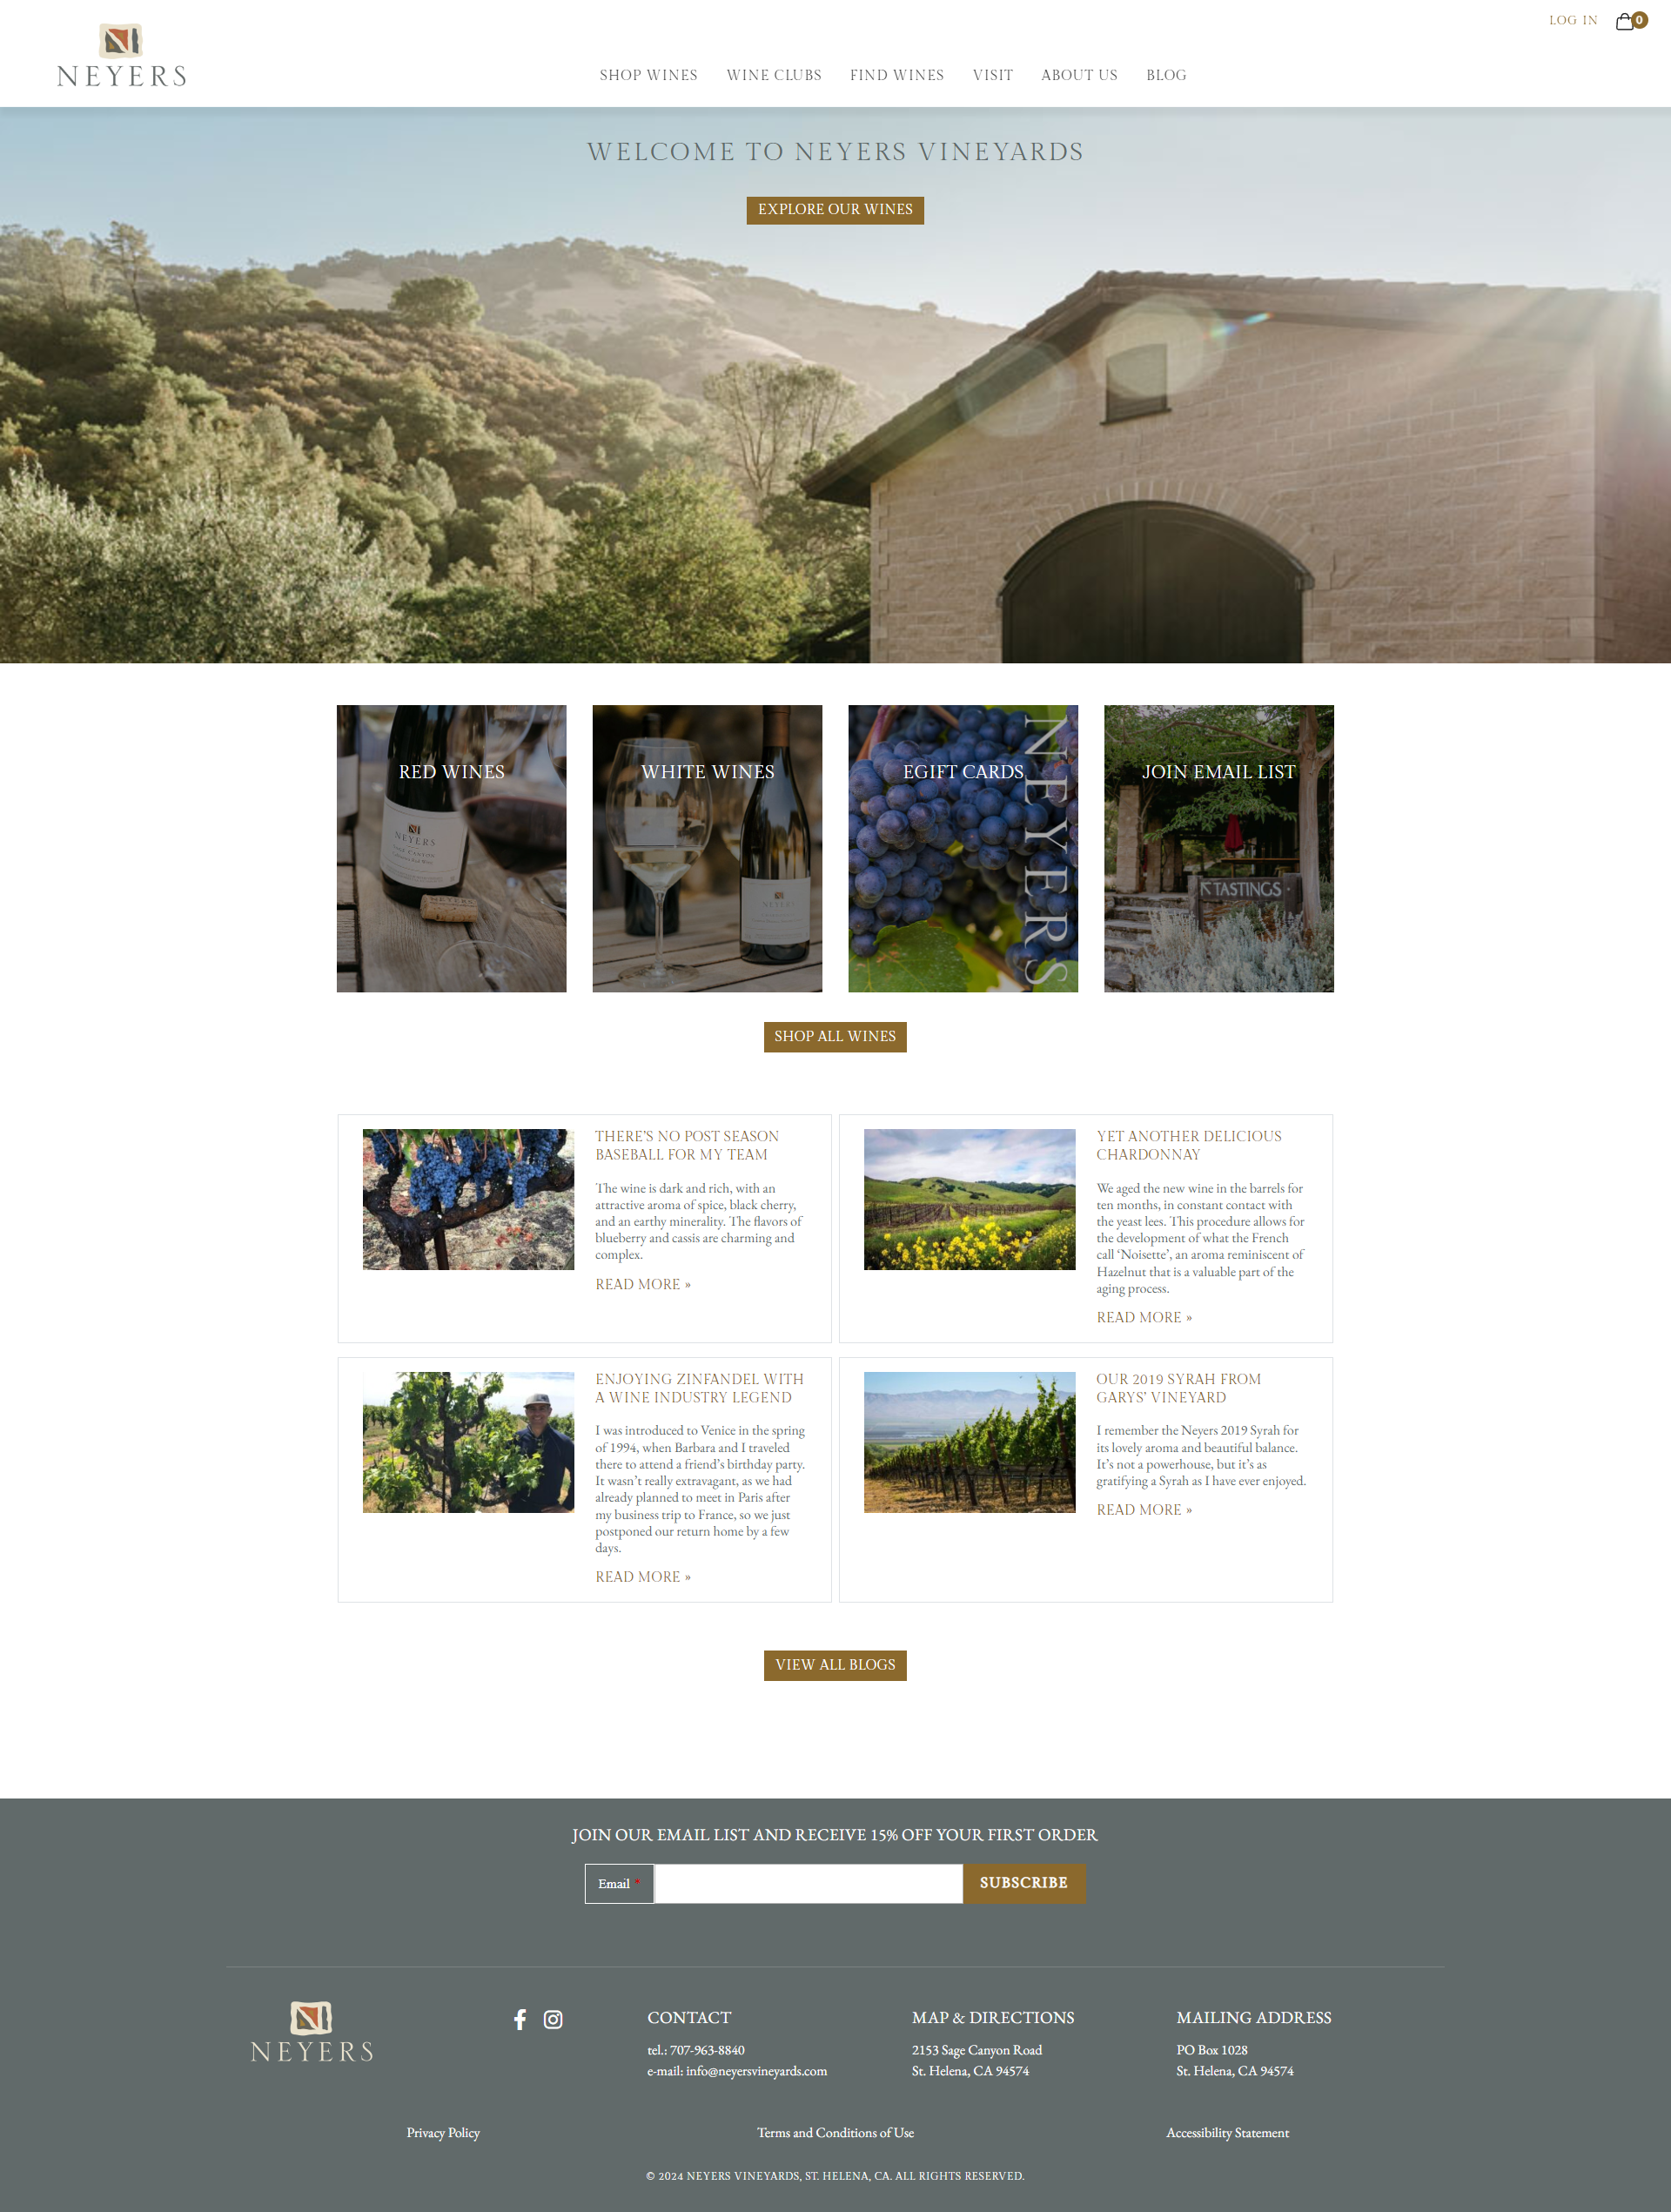 LOG IN
0
NEYERS
SHOP WINES
WINE CLUBS
FIND WINES
VISIT
ABOUT US
BLOG
WELCOME TO NEYERS VINEYARDS
EXPLORE OUR WINES
RED WINES
NEYERS
WHITE WINES
NEYERS
EGIFT CARDS
NEYERS
JOIN EMAIL LIST
TASTINGS
SHOP ALL WINES
THERE’S NO POST SEASON
BASEBALL FOR MY TEAM
The wine is dark and rich, with an
attractive aroma of spice, black cherry,
and an earthy minerality. The flavors of
blueberry and cassis are charming and
complex.
READ MORE »
YET ANOTHER DELICIOUS
CHARDONNAY
We aged the new wine in the barrels for
ten months, in constant contact with
the yeast lees. This procedure allows for
the development of what the French
call ‘Noisette’, an aroma reminiscent of
Hazelnut that is a valuable part of the
aging process.
READ MORE »
ENJOYING ZINFANDEL WITH
A WINE INDUSTRY LEGEND
I was introduced to Venice in the spring
of 1994, when Barbara and I traveled
there to attend a friend’s birthday party.
It wasn’t really extravagant, as we had
already planned to meet in Paris after
my business trip to France, so we just
postponed our return home by a few
days.
READ MORE »
OUR 2019 SYRAH FROM
GARYS’ VINEYARD
I remember the Neyers 2019 Syrah for
its lovely aroma and beautiful balance.
It’s not a powerhouse, but it’s as
gratifying a Syrah as I have ever enjoyed.
READ MORE »
VIEW ALL BLOGS
JOIN OUR EMAIL LIST AND RECEIVE 15% OFF YOUR FIRST ORDER
Email *
SUBSCRIBE
NEYERS
CONTACT
tel.: 707-963-8840
e-mail: info@neyersvineyards.com
MAP & DIRECTIONS
2153 Sage Canyon Road
St. Helena, CA 94574
MAILING ADDRESS
PO Box 1028
St. Helena, CA 94574
Privacy Policy
Terms and Conditions of Use
Accessibility Statement
© 2024 NEYERS VINEYARDS, ST. HELENA, CA. ALL RIGHTS RESERVED.